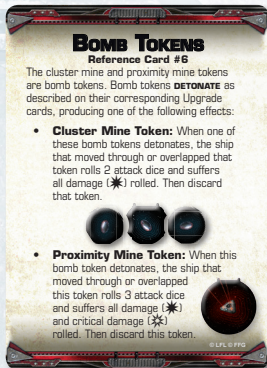 BOMB TOKENS
Reference Card #6
The cluster mine and proximity mine tokens
are bomb tokens. Bomb tokens DETONATE as
described on their corresponding Upgrade
cards, producing one of the following effects:
• Cluster Mine Token: When one of
these bomb tokens detonates, the ship
that moved through or overlapped that
token rolls 2 attack dice and suffers
all damage () rolled. Then discard
that token.
• Proximity Mine Token: When this
bomb token detonates, the ship that
moved through or overlapped
this token rolls 3 attack dice
and suffers all damage ()
and critical damage ()
rolled. Then discard this token.
© LFL © FFG